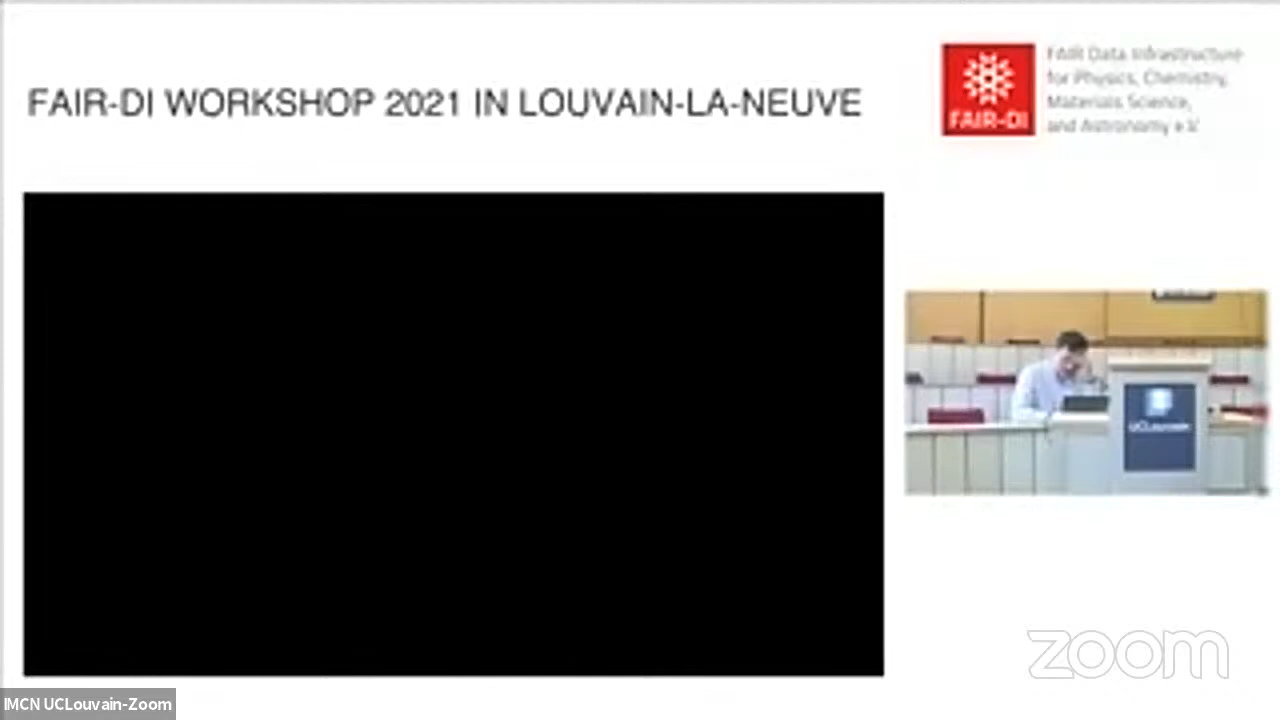 FAIR-DI WORKSHOP 2021 IN LOUVAIN-LA-NEUVE
FAIR-DI
FAIR Data Infrastructure
for Physics, Chemistry,
Materials Science,
and Astronomy e.V.
UCLouvain
zoom
IMCN UCLouvain-Zoom